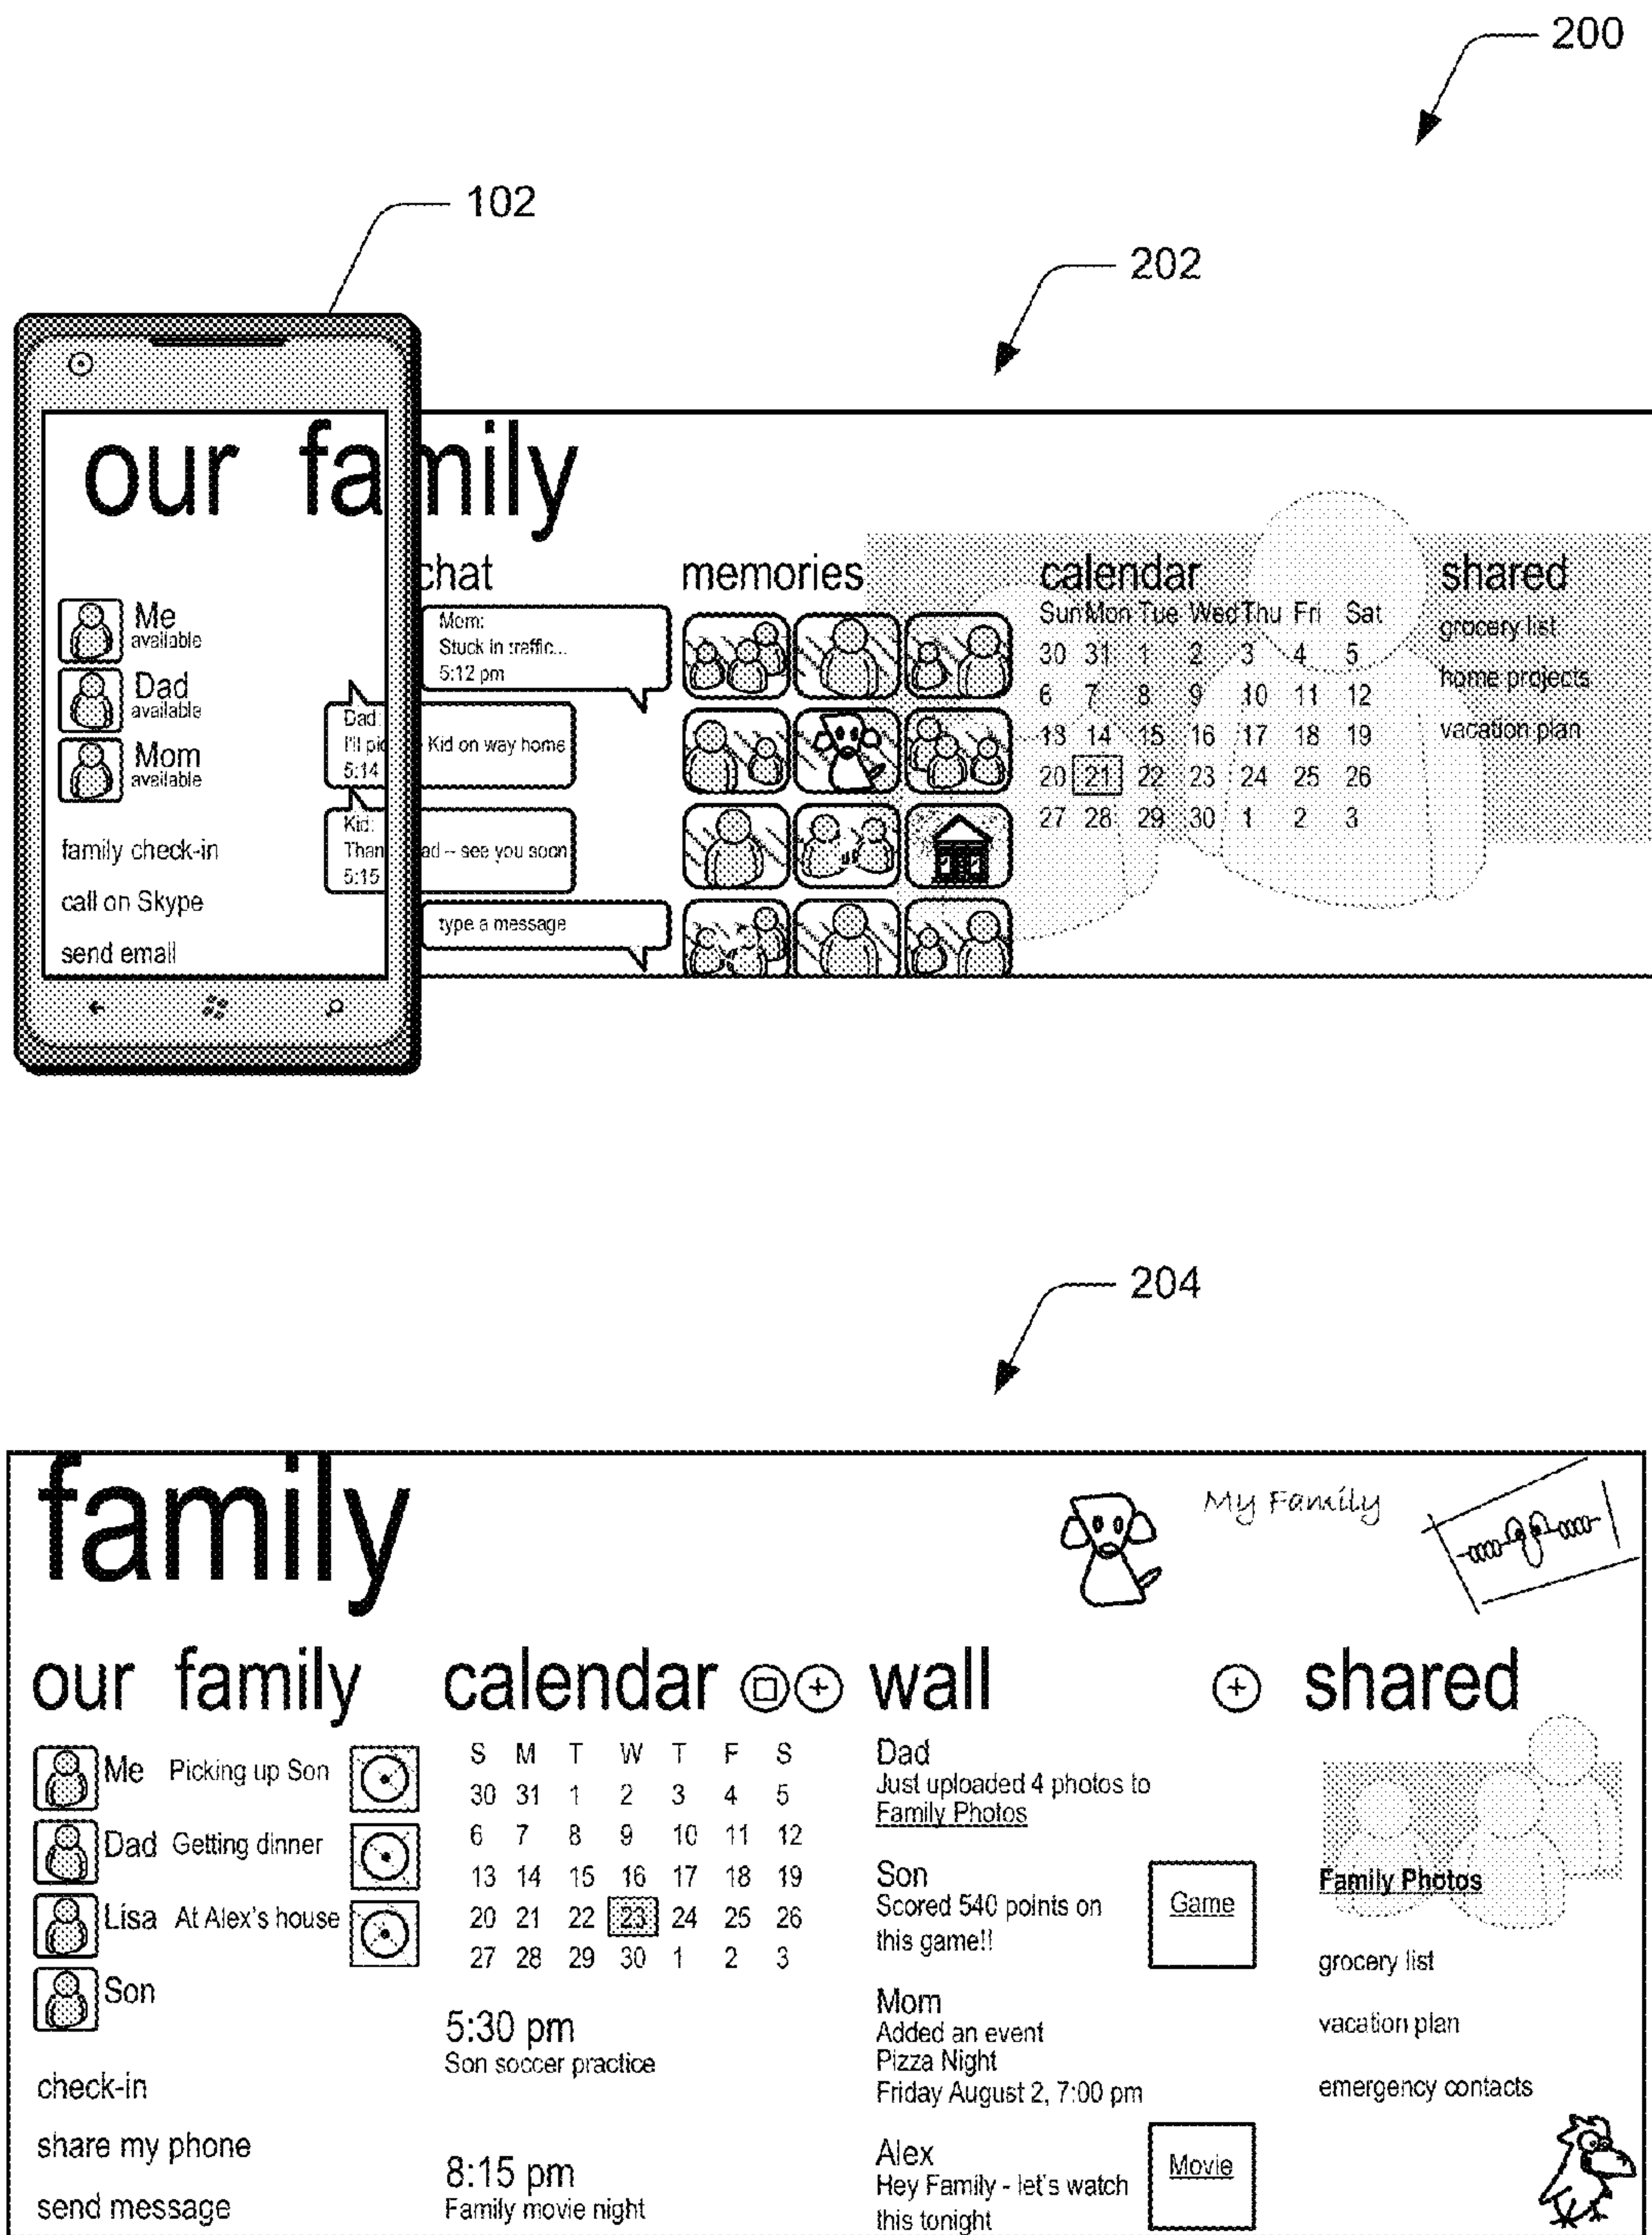 200
102
202
our family
chat
memories
calendar
shared
Me
available
Dad
available
Mom
available
family check-in
call on Skype
send email
Mom:
Stuck in traffic...
5:12 pm
Dad:
I'll pic Kid on way home
5:14
Kid:
Than ad -- see you soon
5:15
type a message
Sun Mon Tue Wed Thu Fri Sat
30 31 1 2 3 4 5
6 7 8 9 10 11 12
13 14 15 16 17 18 19
20 21 22 23 24 25 26
27 28 29 30 1 2 3
grocery list
home projects
vacation plan
204
family
My Family
our family
Me Picking up Son
Dad Getting dinner
Lisa At Alex's house
Son
check-in
share my phone
send message
calendar
S M T W T F S
30 31 1 2 3 4 5
6 7 8 9 10 11 12
13 14 15 16 17 18 19
20 21 22 23 24 25 26
27 28 29 30 1 2 3
5:30 pm
Son soccer practice
8:15 pm
Family movie night
wall
Dad
Just uploaded 4 photos to
Family Photos
Son
Scored 540 points on
this game!!
Game
Mom
Added an event
Pizza Night
Friday August 2, 7:00 pm
Alex
Hey Family - let's watch
this tonight
Movie
shared
Family Photos
grocery list
vacation plan
emergency contacts